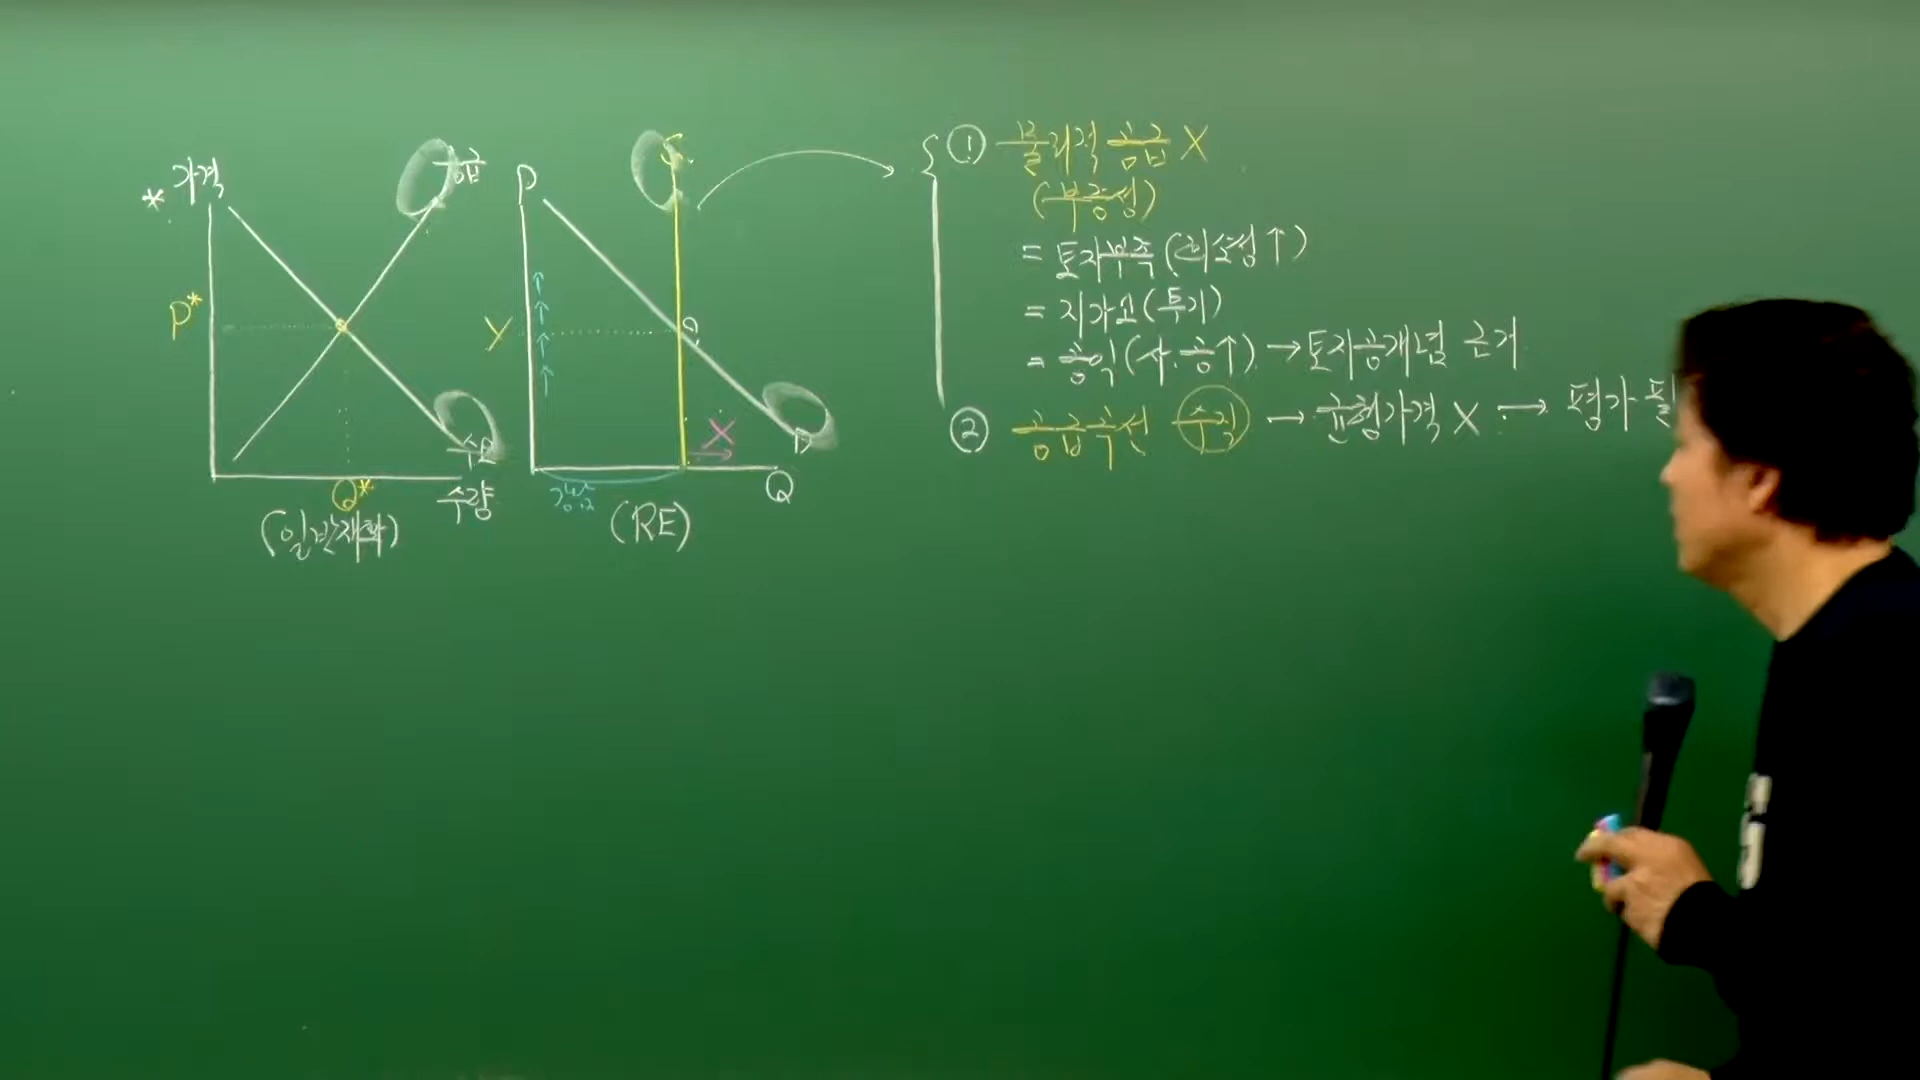 * 가격
공급
P*
Q*
수요
수량
(일반재화)
P
S
Y
X
D
Q
(RE)
① 물리적 공급 X
(부증성)
= 토지부족 (희소성↑)
= 지가고 (투기)
= 공익 (사·공↑) → 토지공개념 근거
② 공급곡선 수직 → 균형가격 X → 평가 필